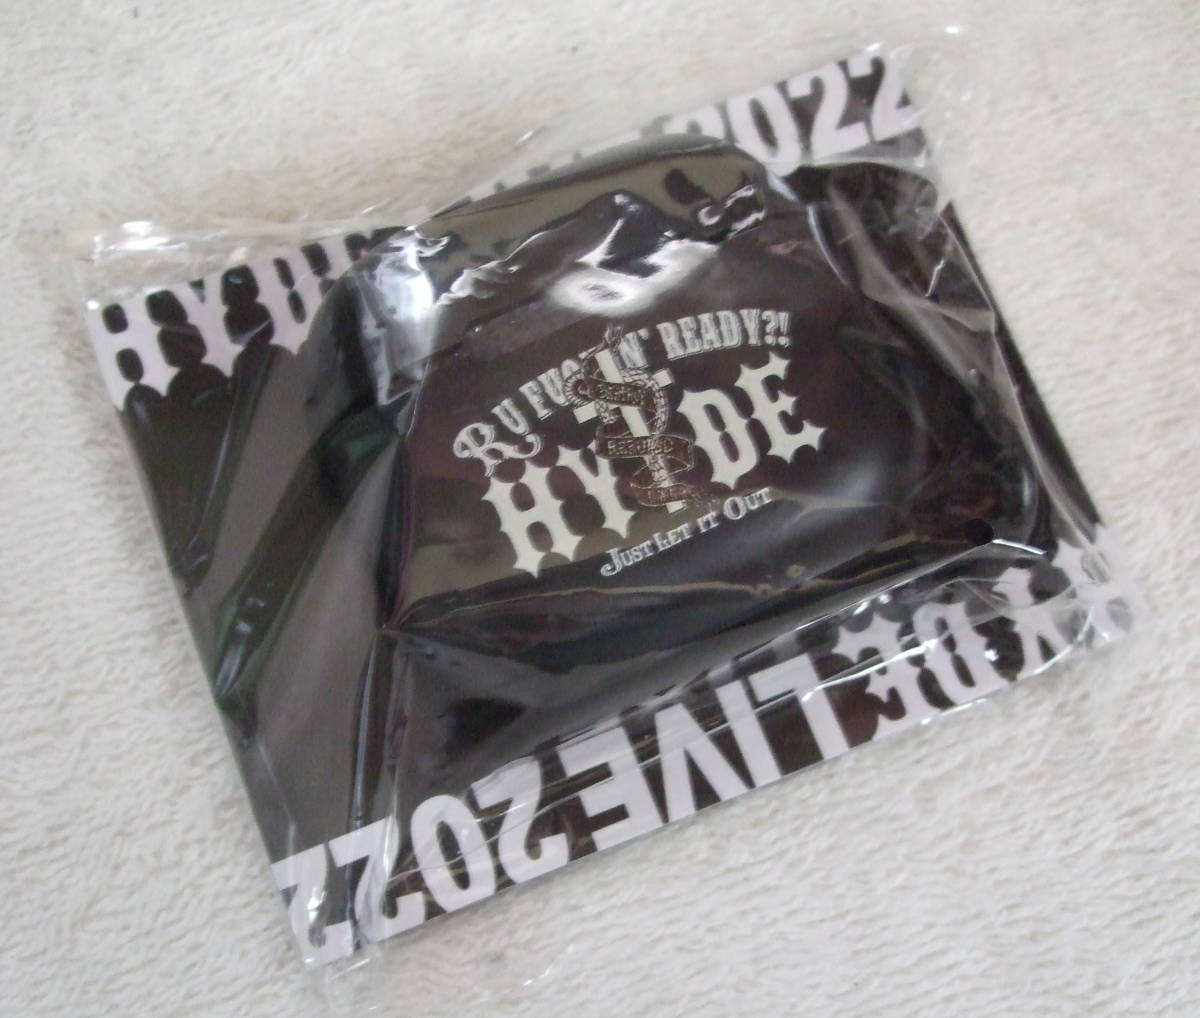 HYDE LIVE 2022
R U FUCKIN' READY?!
HYDE
JUST LET IT OUT
HYDE LIVE 2022